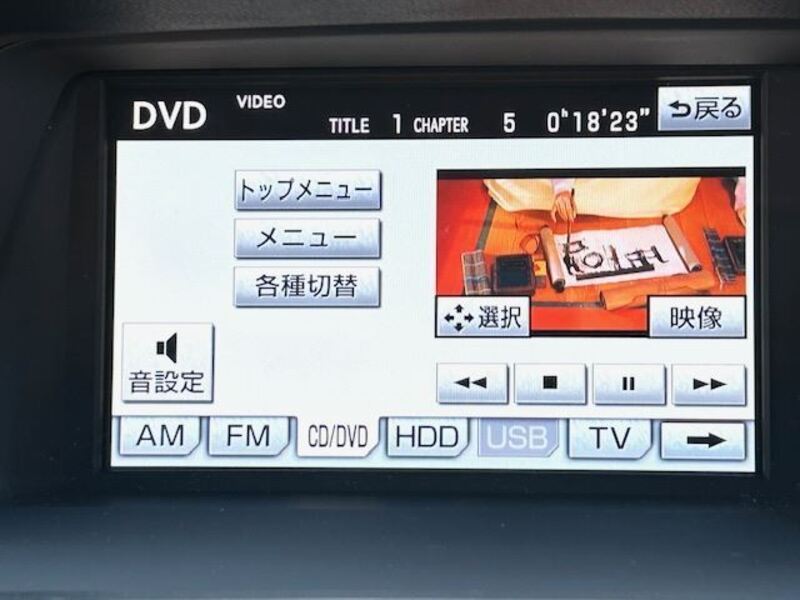 DVD VIDEO
TITLE 1 CHAPTER 5 0h18'23"
戻る
トップメニュー
メニュー
各種切替
選択
映像
音設定
AM FM CD/DVD HDD USB TV